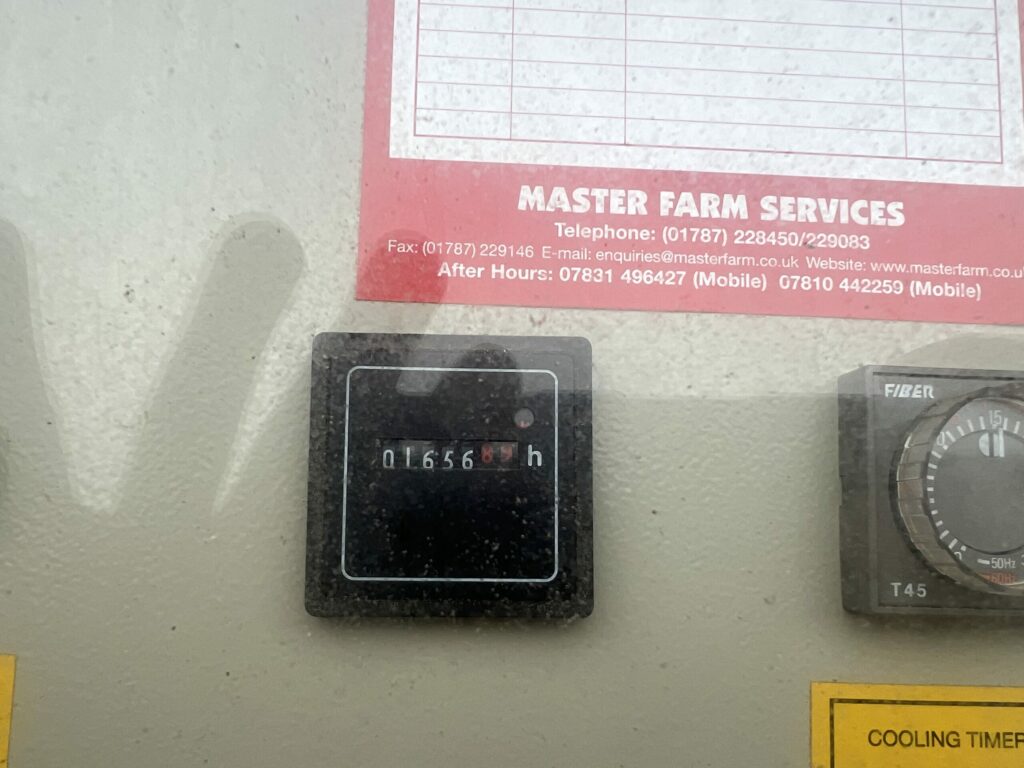 MASTER FARM SERVICES
Telephone: (01787) 228450/229083
Fax: (01787) 229146 E-mail: enquiries@masterfarm.co.uk Website: www.masterfarm.co.u
After Hours: 07831 496427 (Mobile) 07810 442259 (Mobile)
FIBER
15
01656 h
50Hz
60Hz
T45
COOLING TIMER